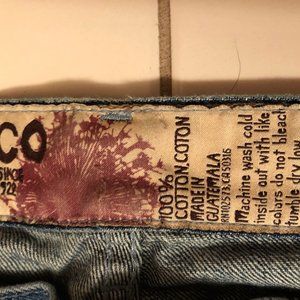 CO
SINCE
100%
COTTON.COTON
MADE IN
GUATEMALA
Machine wash cold
inside out with like
colors do not bleach
tumble dry low